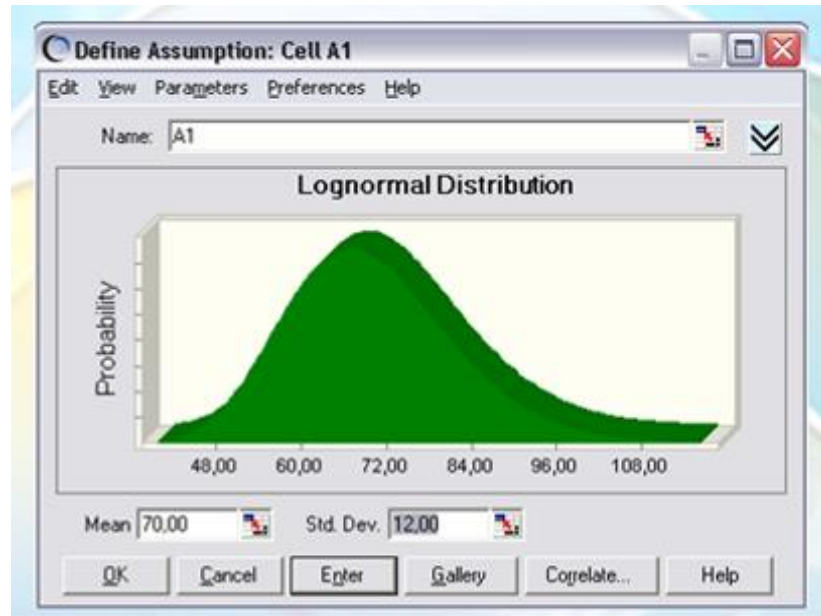 Define Assumption: Cell A1
Edit View Parameters Preferences Help
Name: A1
Lognormal Distribution
Probability
48,00 60,00 72,00 84,00 96,00 108,00
Mean 70,00 Std. Dev. 12,00
OK Cancel Enter Gallery Correlate... Help